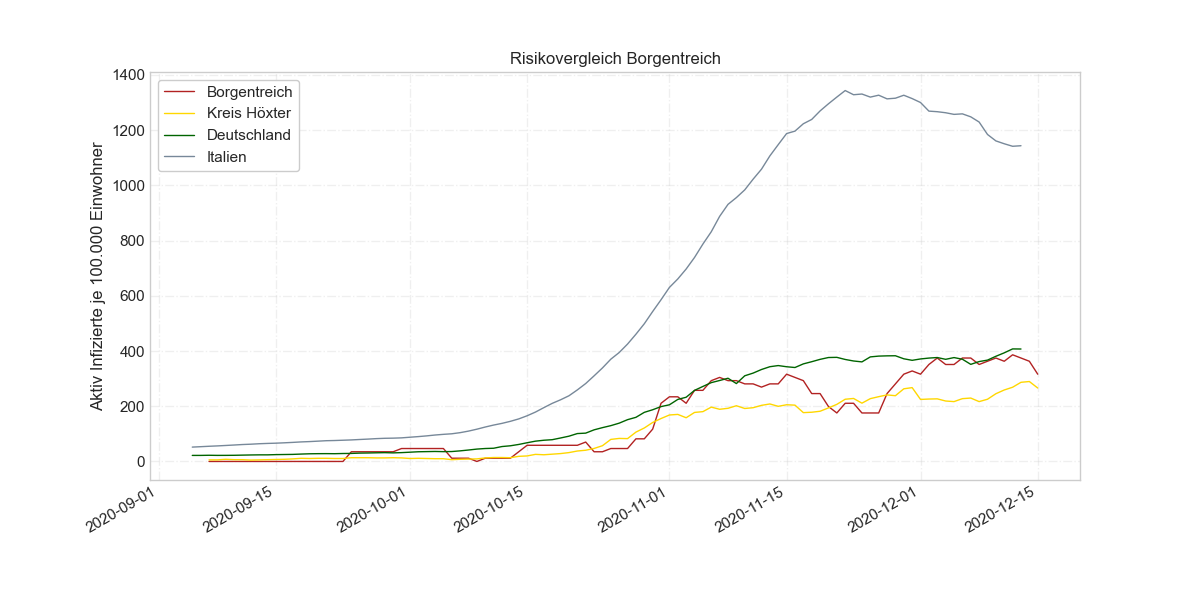 Risikovergleich Borgentreich
Aktiv Infizierte je 100.000 Einwohner
1400
1200
1000
800
600
400
200
0
Borgentreich
Kreis Höxter
Deutschland
Italien
2020-09-01
2020-09-15
2020-10-01
2020-10-15
2020-11-01
2020-11-15
2020-12-01
2020-12-15